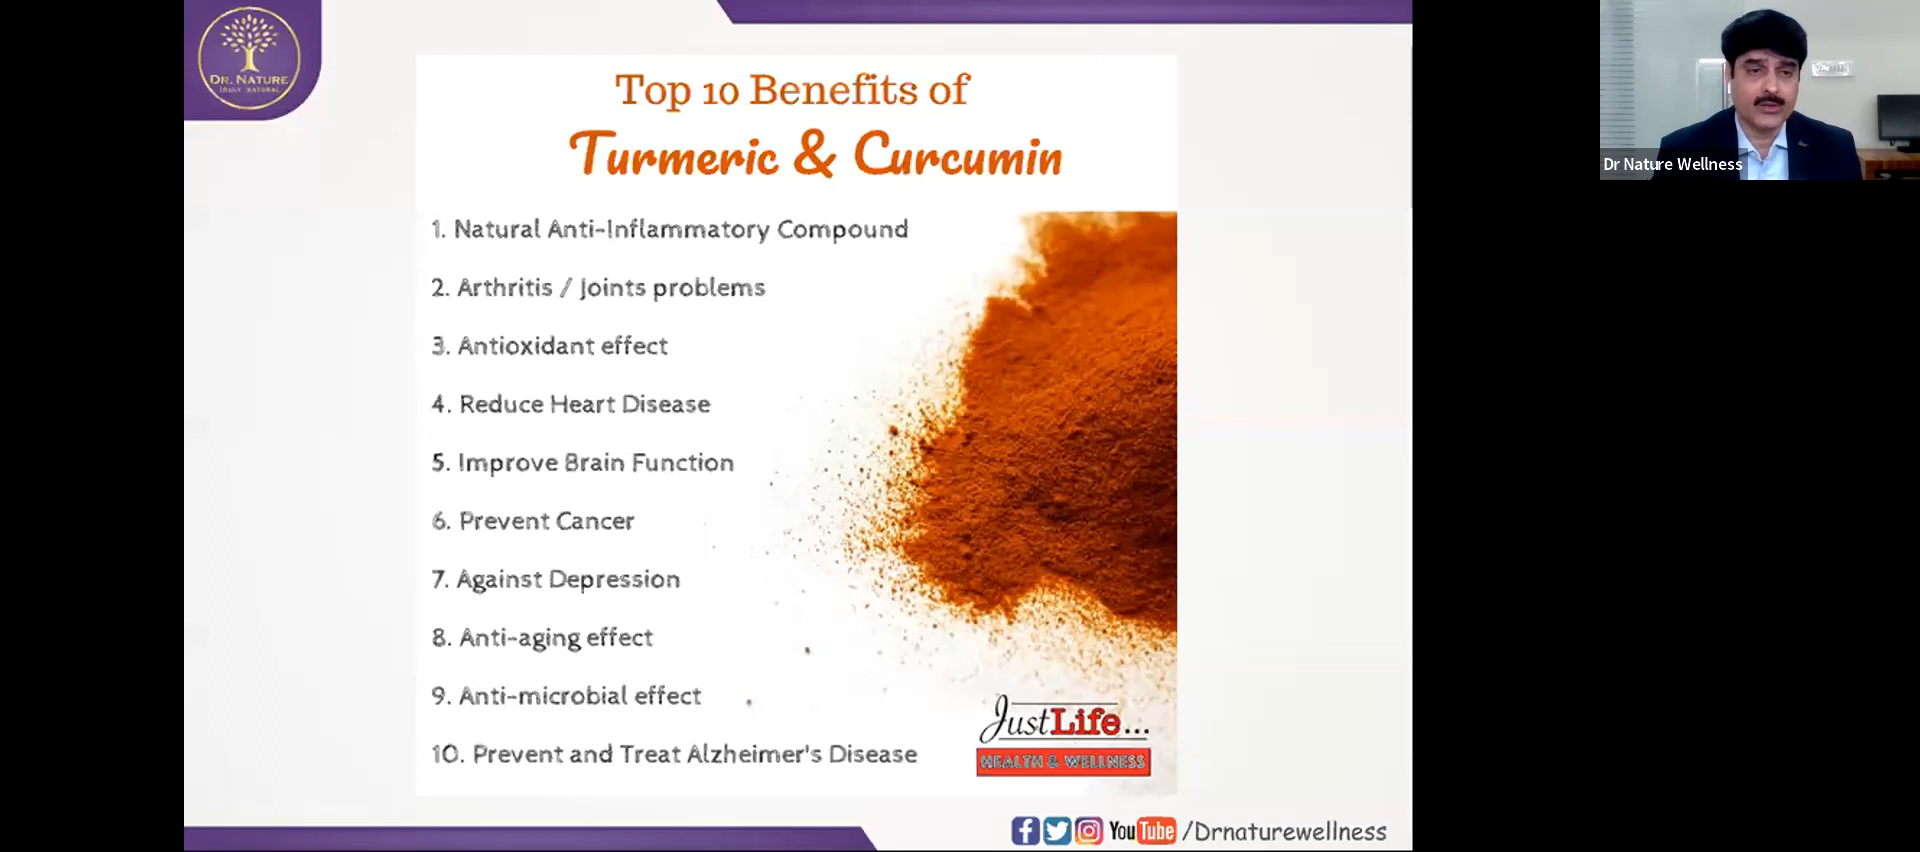 DR. NATURE
TRULY NATURAL
Top 10 Benefits of
Turmeric & Curcumin
1. Natural Anti-Inflammatory Compound
2. Arthritis / Joints problems
3. Antioxidant effect
4. Reduce Heart Disease
5. Improve Brain Function
6. Prevent Cancer
7. Against Depression
8. Anti-aging effect
9. Anti-microbial effect
10. Prevent and Treat Alzheimer's Disease
JustLife...
HEALTH & WELLNESS
YouTube /Drnaturewellness
Dr Nature Wellness